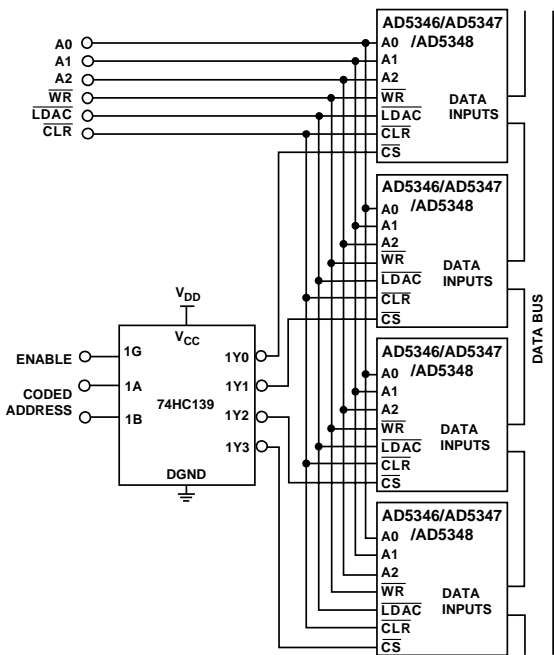 A0
A1
A2
WR
LDAC
CLR
AD5346/AD5347
/AD5348
A0
A1
A2
WR
LDAC
CLR
CS
DATA
INPUTS
AD5346/AD5347
/AD5348
A0
A1
A2
WR
LDAC
CLR
CS
DATA
INPUTS
VDD
VCC
ENABLE
CODED
ADDRESS
1G
1A
1B
74HC139
1Y0
1Y1
1Y2
1Y3
DGND
AD5346/AD5347
/AD5348
A0
A1
A2
WR
LDAC
CLR
CS
DATA
INPUTS
AD5346/AD5347
/AD5348
A0
A1
A2
WR
LDAC
CLR
CS
DATA
INPUTS
DATA BUS